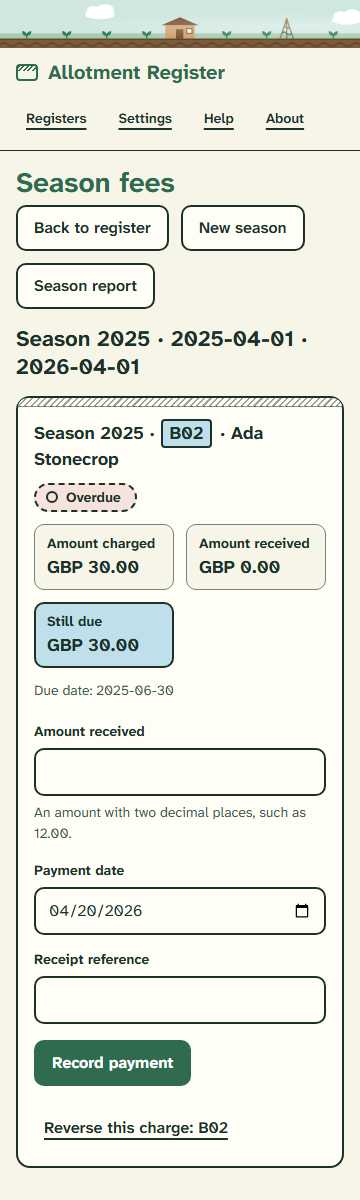 Allotment Register
Registers Settings Help About
Season fees
Back to register New season
Season report
Season 2025 · 2025-04-01 ·
2026-04-01
Season 2025 · B02 · Ada
Stonecrop
Overdue
Amount charged Amount received
GBP 30.00 GBP 0.00
Still due
GBP 30.00
Due date: 2025-06-30
Amount received
An amount with two decimal places, such as
12.00.
Payment date
04/20/2026
Receipt reference
Record payment
Reverse this charge: B02